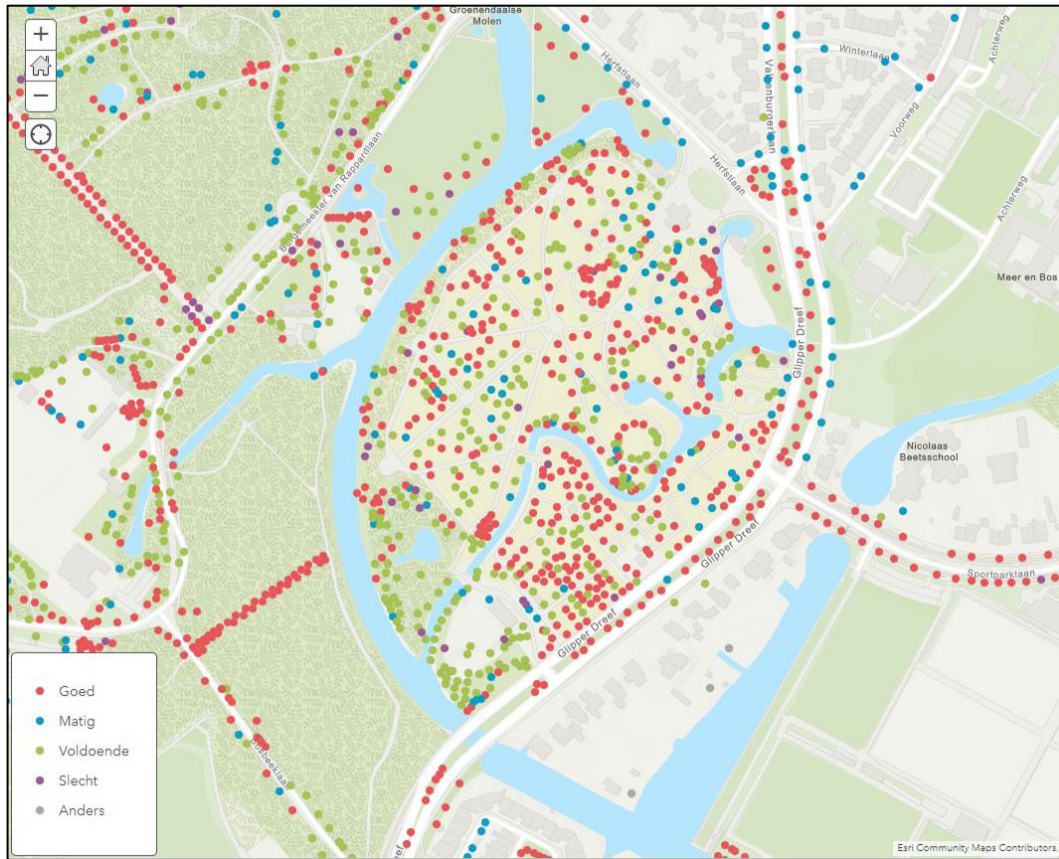 Groenendaalse
Molen
Herfstlaan
Valkenburgerlaan
Winterlaan
Achterweg
Voorweg
Burgemeester van Rappardlaan
Herfstlaan
Achterweg
Meer en Bos
Glipper Dreef
Nicolaas
Beetsschool
Glipper Dreef
Sportparklaan
Glipper Dreef
Goed
Matig
Voldoende
Slecht
Anders
Esri Community Maps Contributors,